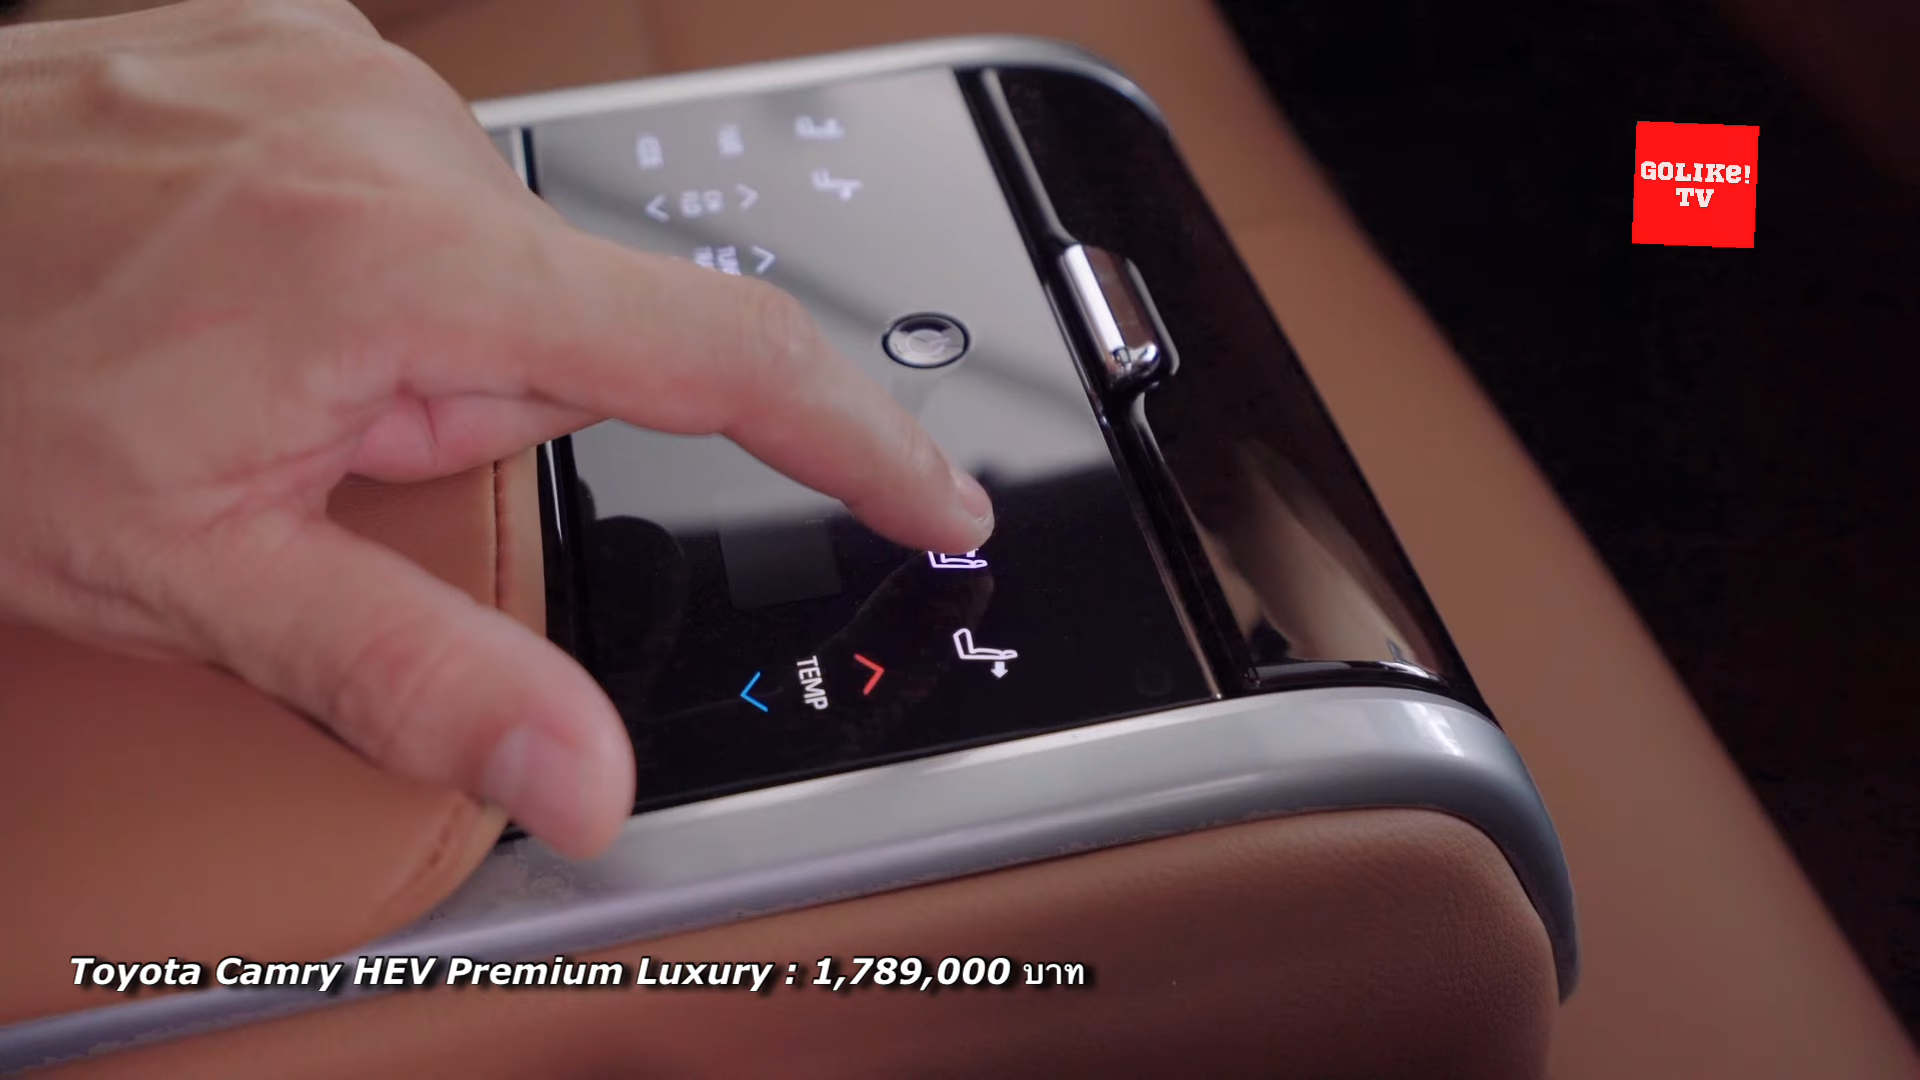 GOLIKe!
TV
TEMP
Toyota Camry HEV Premium Luxury : 1,789,000 บาท